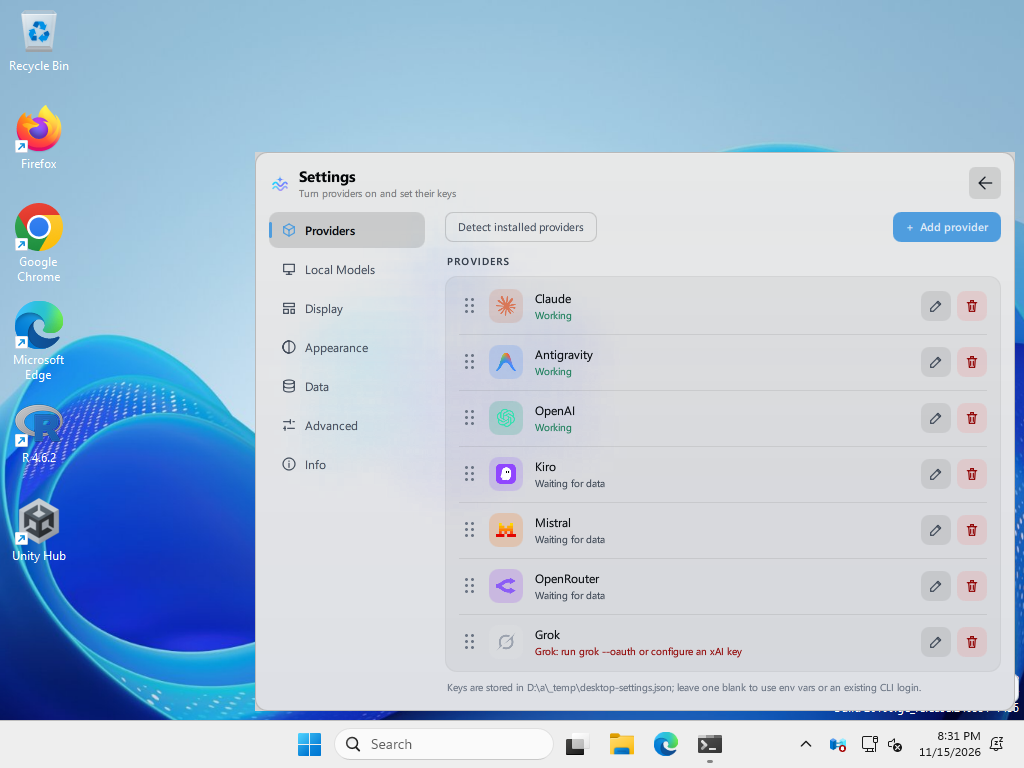 Recycle Bin
Firefox
Google
Chrome
Microsoft
Edge
R 4.6.2
Unity Hub
Settings
Turn providers on and set their keys
Providers
Local Models
Display
Appearance
Data
Advanced
Info
Detect installed providers
+ Add provider
PROVIDERS
Claude
Working
Antigravity
Working
OpenAI
Working
Kiro
Waiting for data
Mistral
Waiting for data
OpenRouter
Waiting for data
Grok
Grok: run grok --oauth or configure an xAI key
Keys are stored in D:\a\_temp\desktop-settings.json; leave one blank to use env vars or an existing CLI login.
Search
8:31 PM
11/15/2026